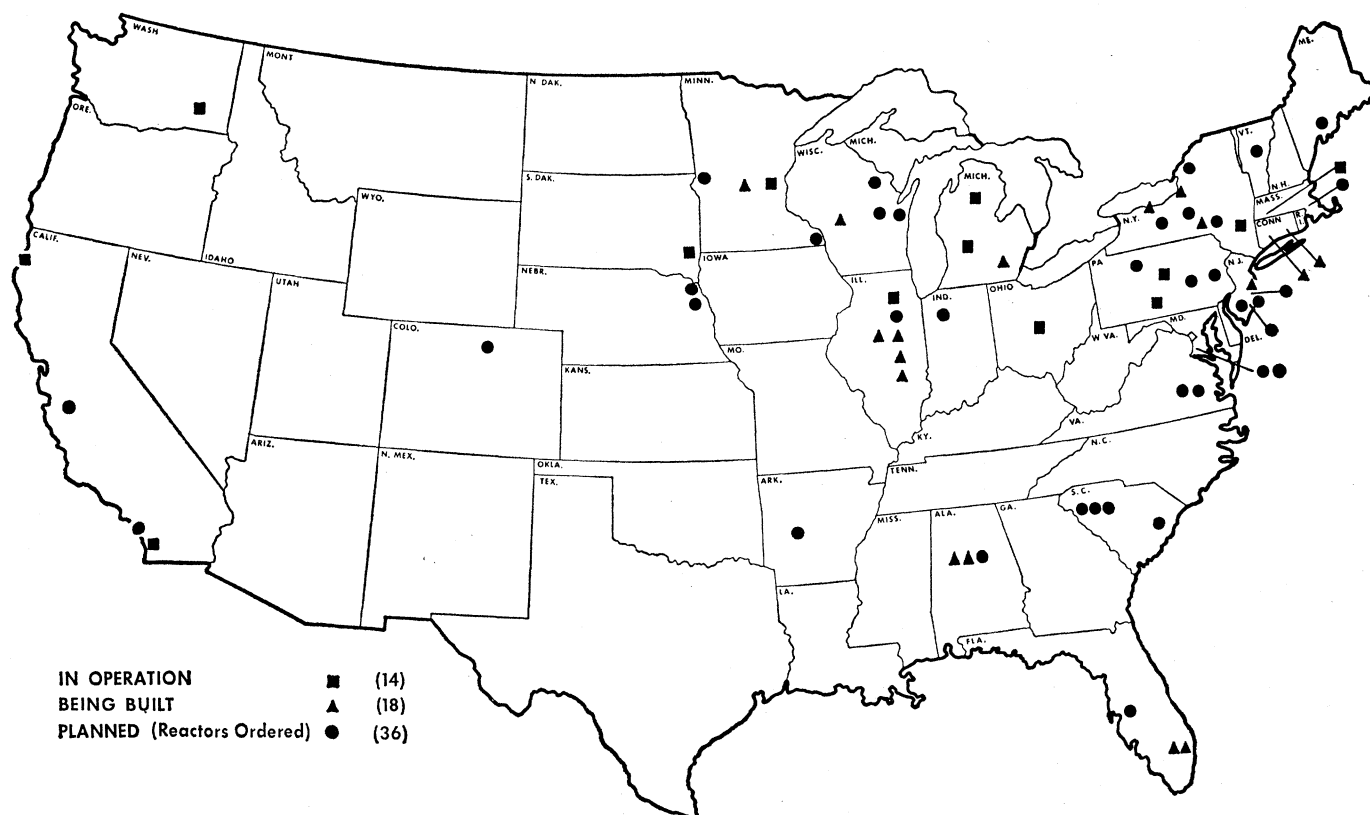 WASH
MONT
N DAK.
MINN.
ME.
ORE.
WISC.
MICH.
VT.
S. DAK.
MICH.
N.H.
WYO.
MASS.
N.Y.
CONN
R.I.
CALIF.
NEV.
IDAHO
IOWA
PA
N J.
NEBR.
UTAH
ILL.
IND.
OHIO
MD.
COLO.
W VA.
DEL.
MO.
KANS.
VA.
KY.
N.C.
ARIZ.
N. MEX.
OKLA.
TENN.
TEX.
ARK.
S.C.
MISS.
ALA.
GA.
LA.
FLA.
IN OPERATION (14)
BEING BUILT (18)
PLANNED (Reactors Ordered) (36)